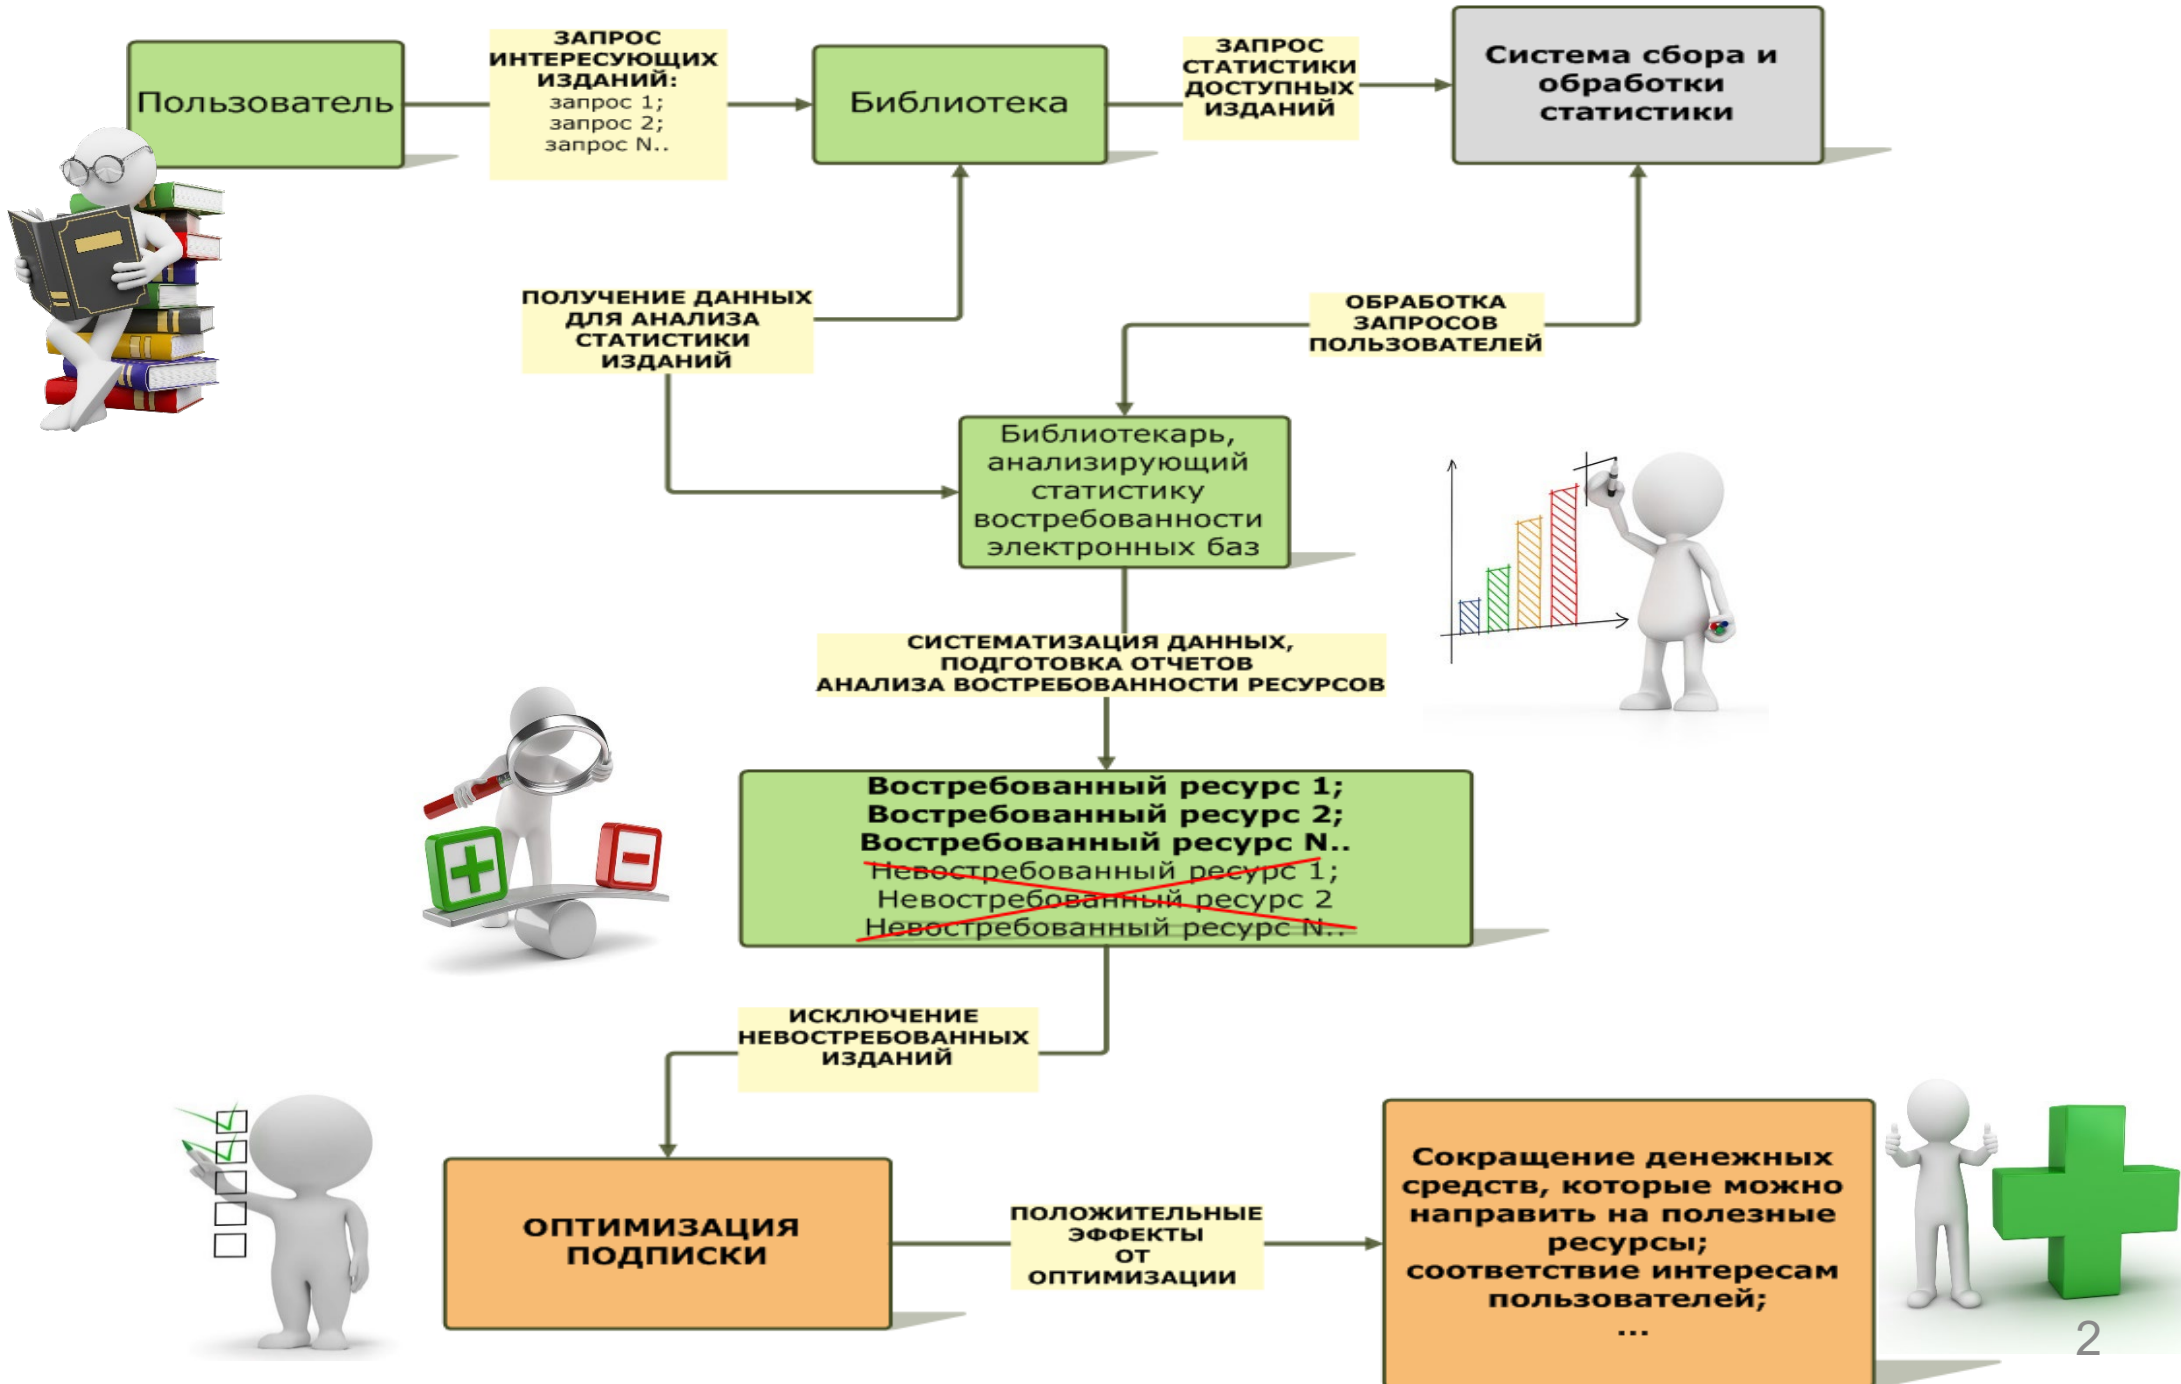 Пользователь
ЗАПРОС
ИНТЕРЕСУЮЩИХ
ИЗДАНИЙ:
запрос 1;
запрос 2;
запрос N..
Библиотека
ЗАПРОС
СТАТИСТИКИ
ДОСТУПНЫХ
ИЗДАНИЙ
Система сбора и
обработки
статистики
ПОЛУЧЕНИЕ ДАННЫХ
ДЛЯ АНАЛИЗА
СТАТИСТИКИ
ИЗДАНИЙ
ОБРАБОТКА
ЗАПРОСОВ
ПОЛЬЗОВАТЕЛЕЙ
Библиотекарь,
анализирующий
статистику
востребованности
электронных баз
СИСТЕМАТИЗАЦИЯ ДАННЫХ,
ПОДГОТОВКА ОТЧЕТОВ
АНАЛИЗА ВОСТРЕБОВАННОСТИ РЕСУРСОВ
Востребованный ресурс 1;
Востребованный ресурс 2;
Востребованный ресурс N..
Невостребованный ресурс 1;
Невостребованный ресурс 2
Невостребованный ресурс N..
ИСКЛЮЧЕНИЕ
НЕВОСТРЕБОВАННЫХ
ИЗДАНИЙ
ОПТИМИЗАЦИЯ
ПОДПИСКИ
ПОЛОЖИТЕЛЬНЫЕ
ЭФФЕКТЫ
ОТ
ОПТИМИЗАЦИИ
Сокращение денежных
средств, которые можно
направить на полезные
ресурсы;
соответствие интересам
пользователей;
...
2